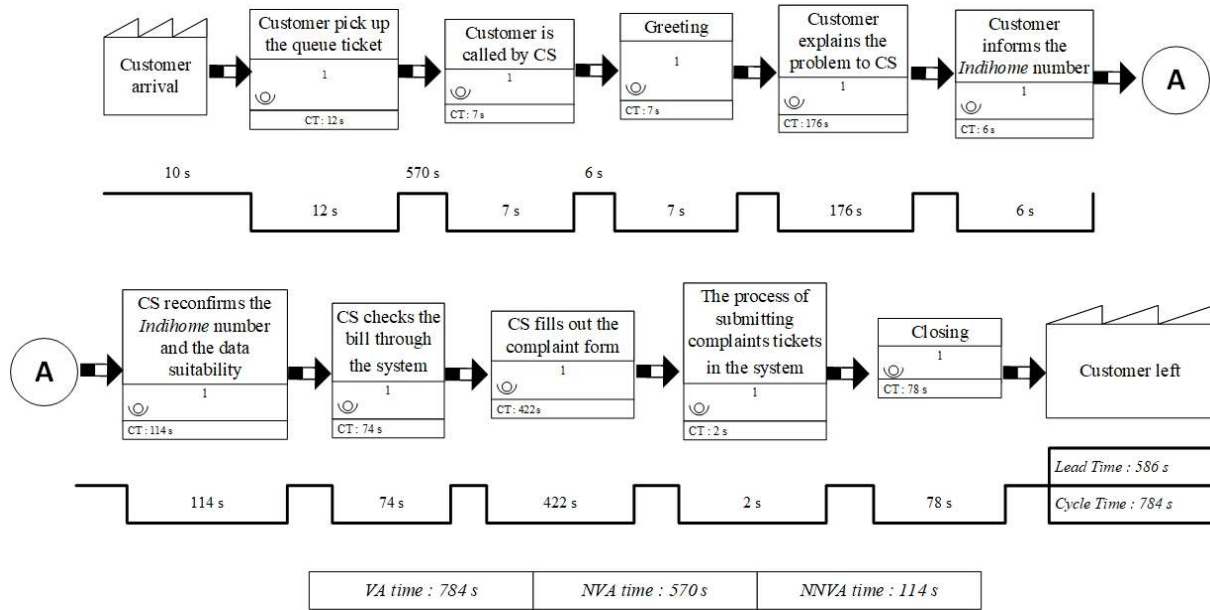 Customer
arrival
Customer pick up
the queue ticket
1
CT : 12 s
Customer is
called by CS
1
CT : 7 s
Greeting
1
CT : 7 s
Customer
explains the
problem to CS
1
CT : 176 s
Customer
informs the
Indihome number
1
CT : 6 s
A
10 s
570 s
6 s
12 s
7 s
7 s
176 s
6 s
A
CS reconfirms the
Indihome number
and the data
suitability
1
CT : 114 s
CS checks the
bill through
the system
1
CT : 74 s
CS fills out the
complaint form
1
CT : 422 s
The process of
submitting
complaints tickets
in the system
1
CT : 2 s
Closing
1
CT : 78 s
Customer left
114 s
74 s
422 s
2 s
78 s
Lead Time : 586 s
Cycle Time : 784 s
VA time : 784 s
NVA time : 570 s
NNVA time : 114 s